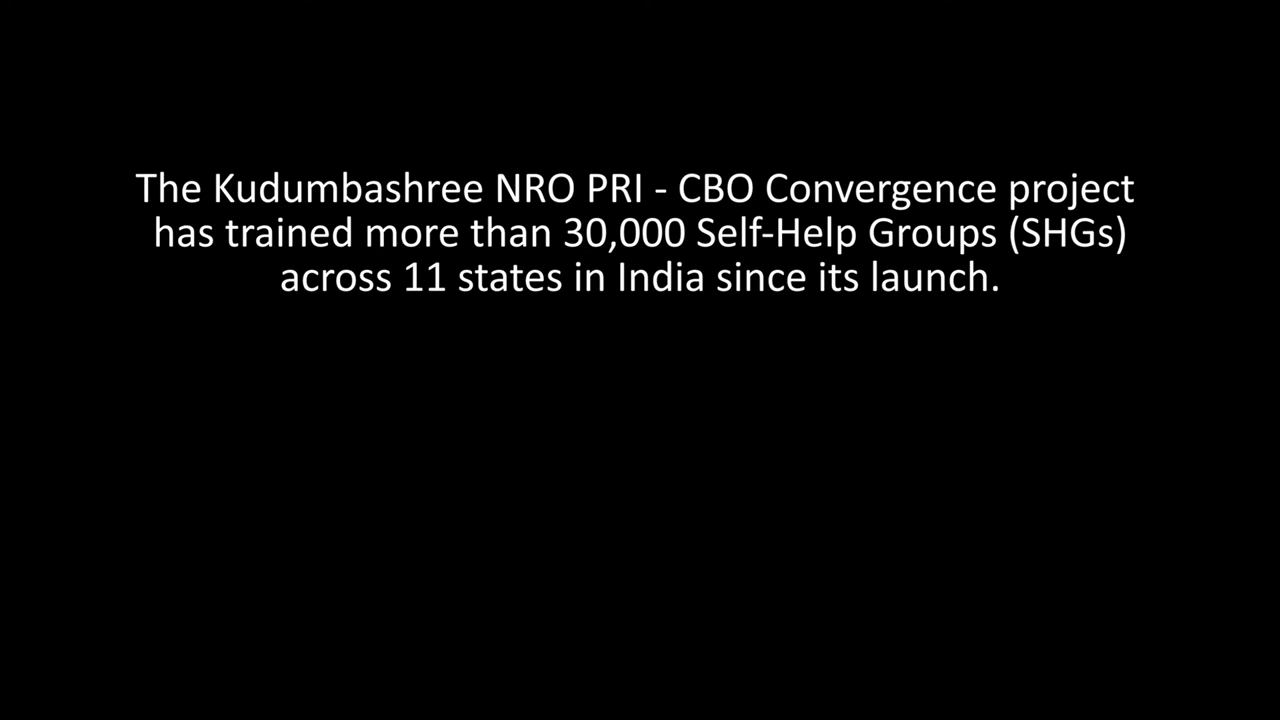 The Kudumbashree NRO PRI - CBO Convergence project
has trained more than 30,000 Self-Help Groups (SHGs)
across 11 states in India since its launch.